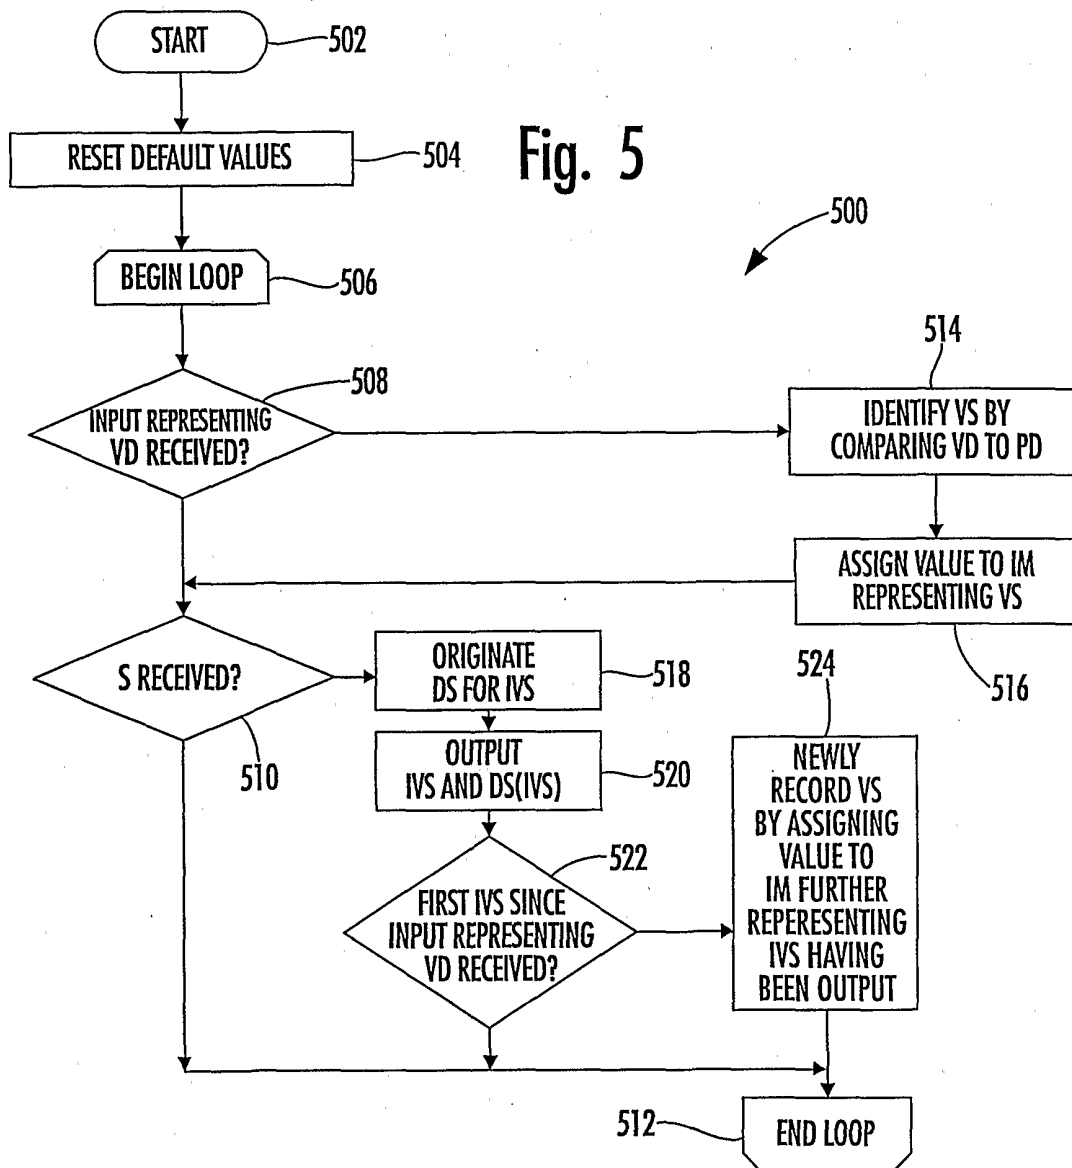 START
502
RESET DEFAULT VALUES
504
Fig. 5
500
BEGIN LOOP
506
514
508
INPUT REPRESENTING
VD RECEIVED?
IDENTIFY VS BY
COMPARING VD TO PD
ASSIGN VALUE TO IM
REPRESENTING VS
516
S RECEIVED?
510
ORIGINATE
DS FOR IVS
518
OUTPUT
IVS AND DS(IVS)
520
524
NEWLY
RECORD VS
BY ASSIGNING
VALUE TO
IM FURTHER
REPERESENTING
IVS HAVING
BEEN OUTPUT
522
FIRST IVS SINCE
INPUT REPRESENTING
VD RECEIVED?
512
END LOOP